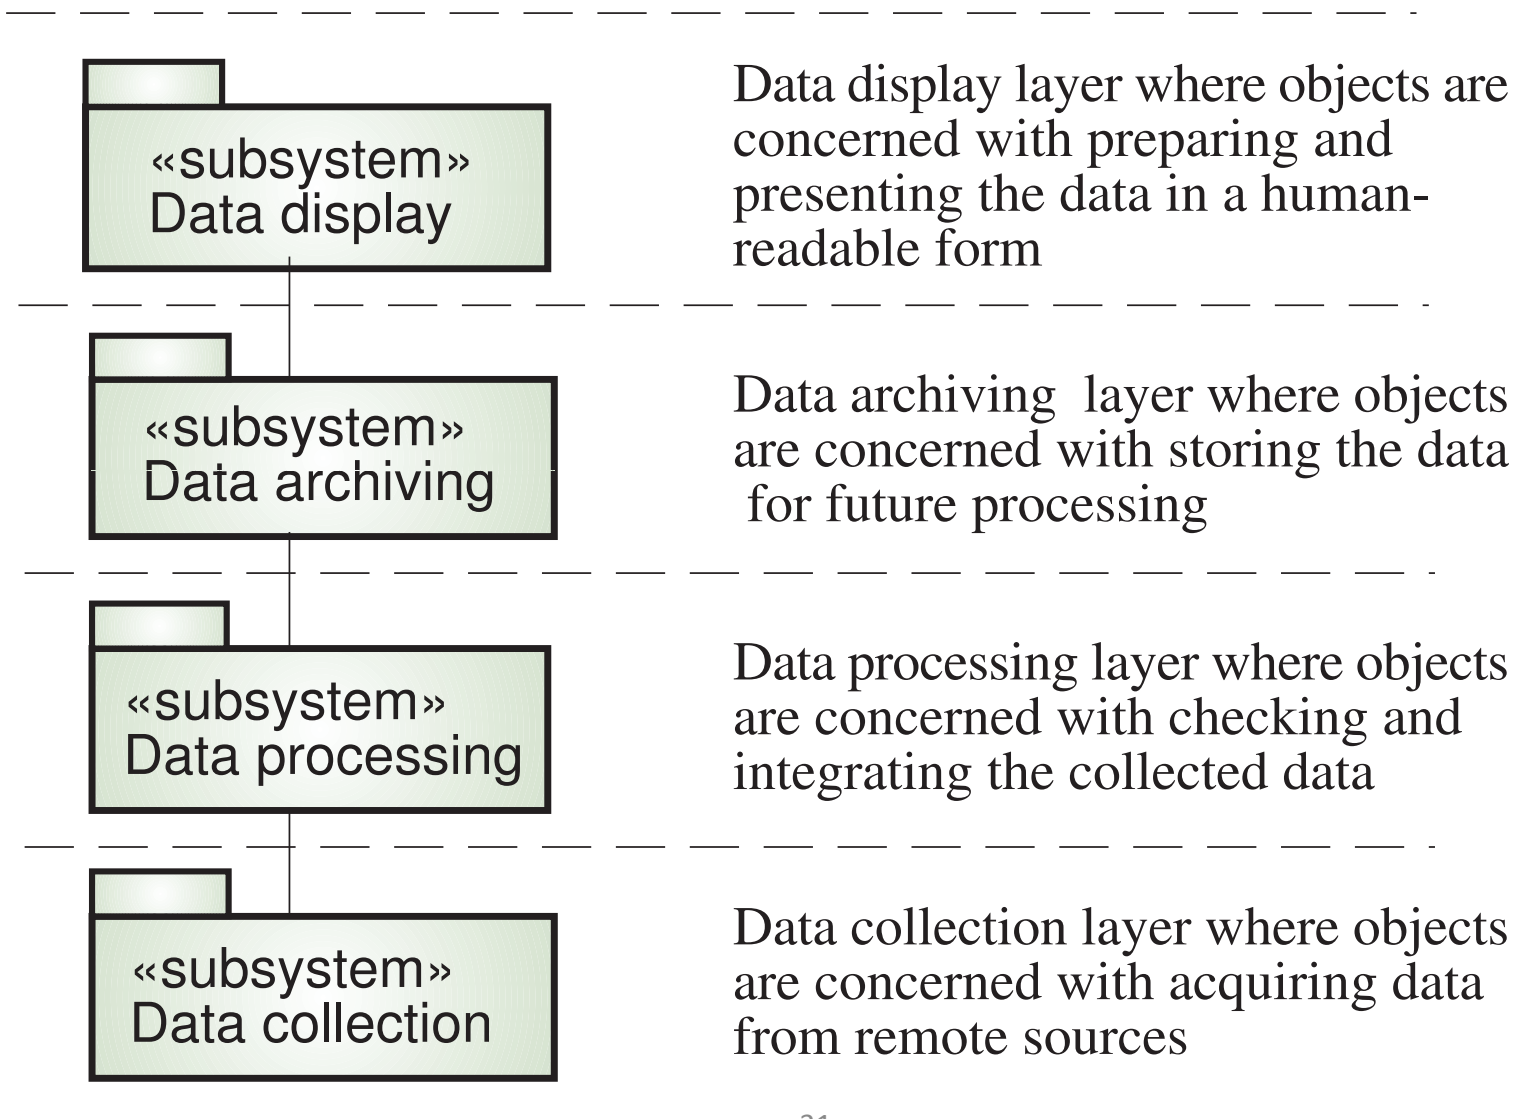 «subsystem»
Data display
Data display layer where objects are
concerned with preparing and
presenting the data in a human-
readable form
«subsystem»
Data archiving
Data archiving layer where objects
are concerned with storing the data
for future processing
«subsystem»
Data processing
Data processing layer where objects
are concerned with checking and
integrating the collected data
«subsystem»
Data collection
Data collection layer where objects
are concerned with acquiring data
from remote sources